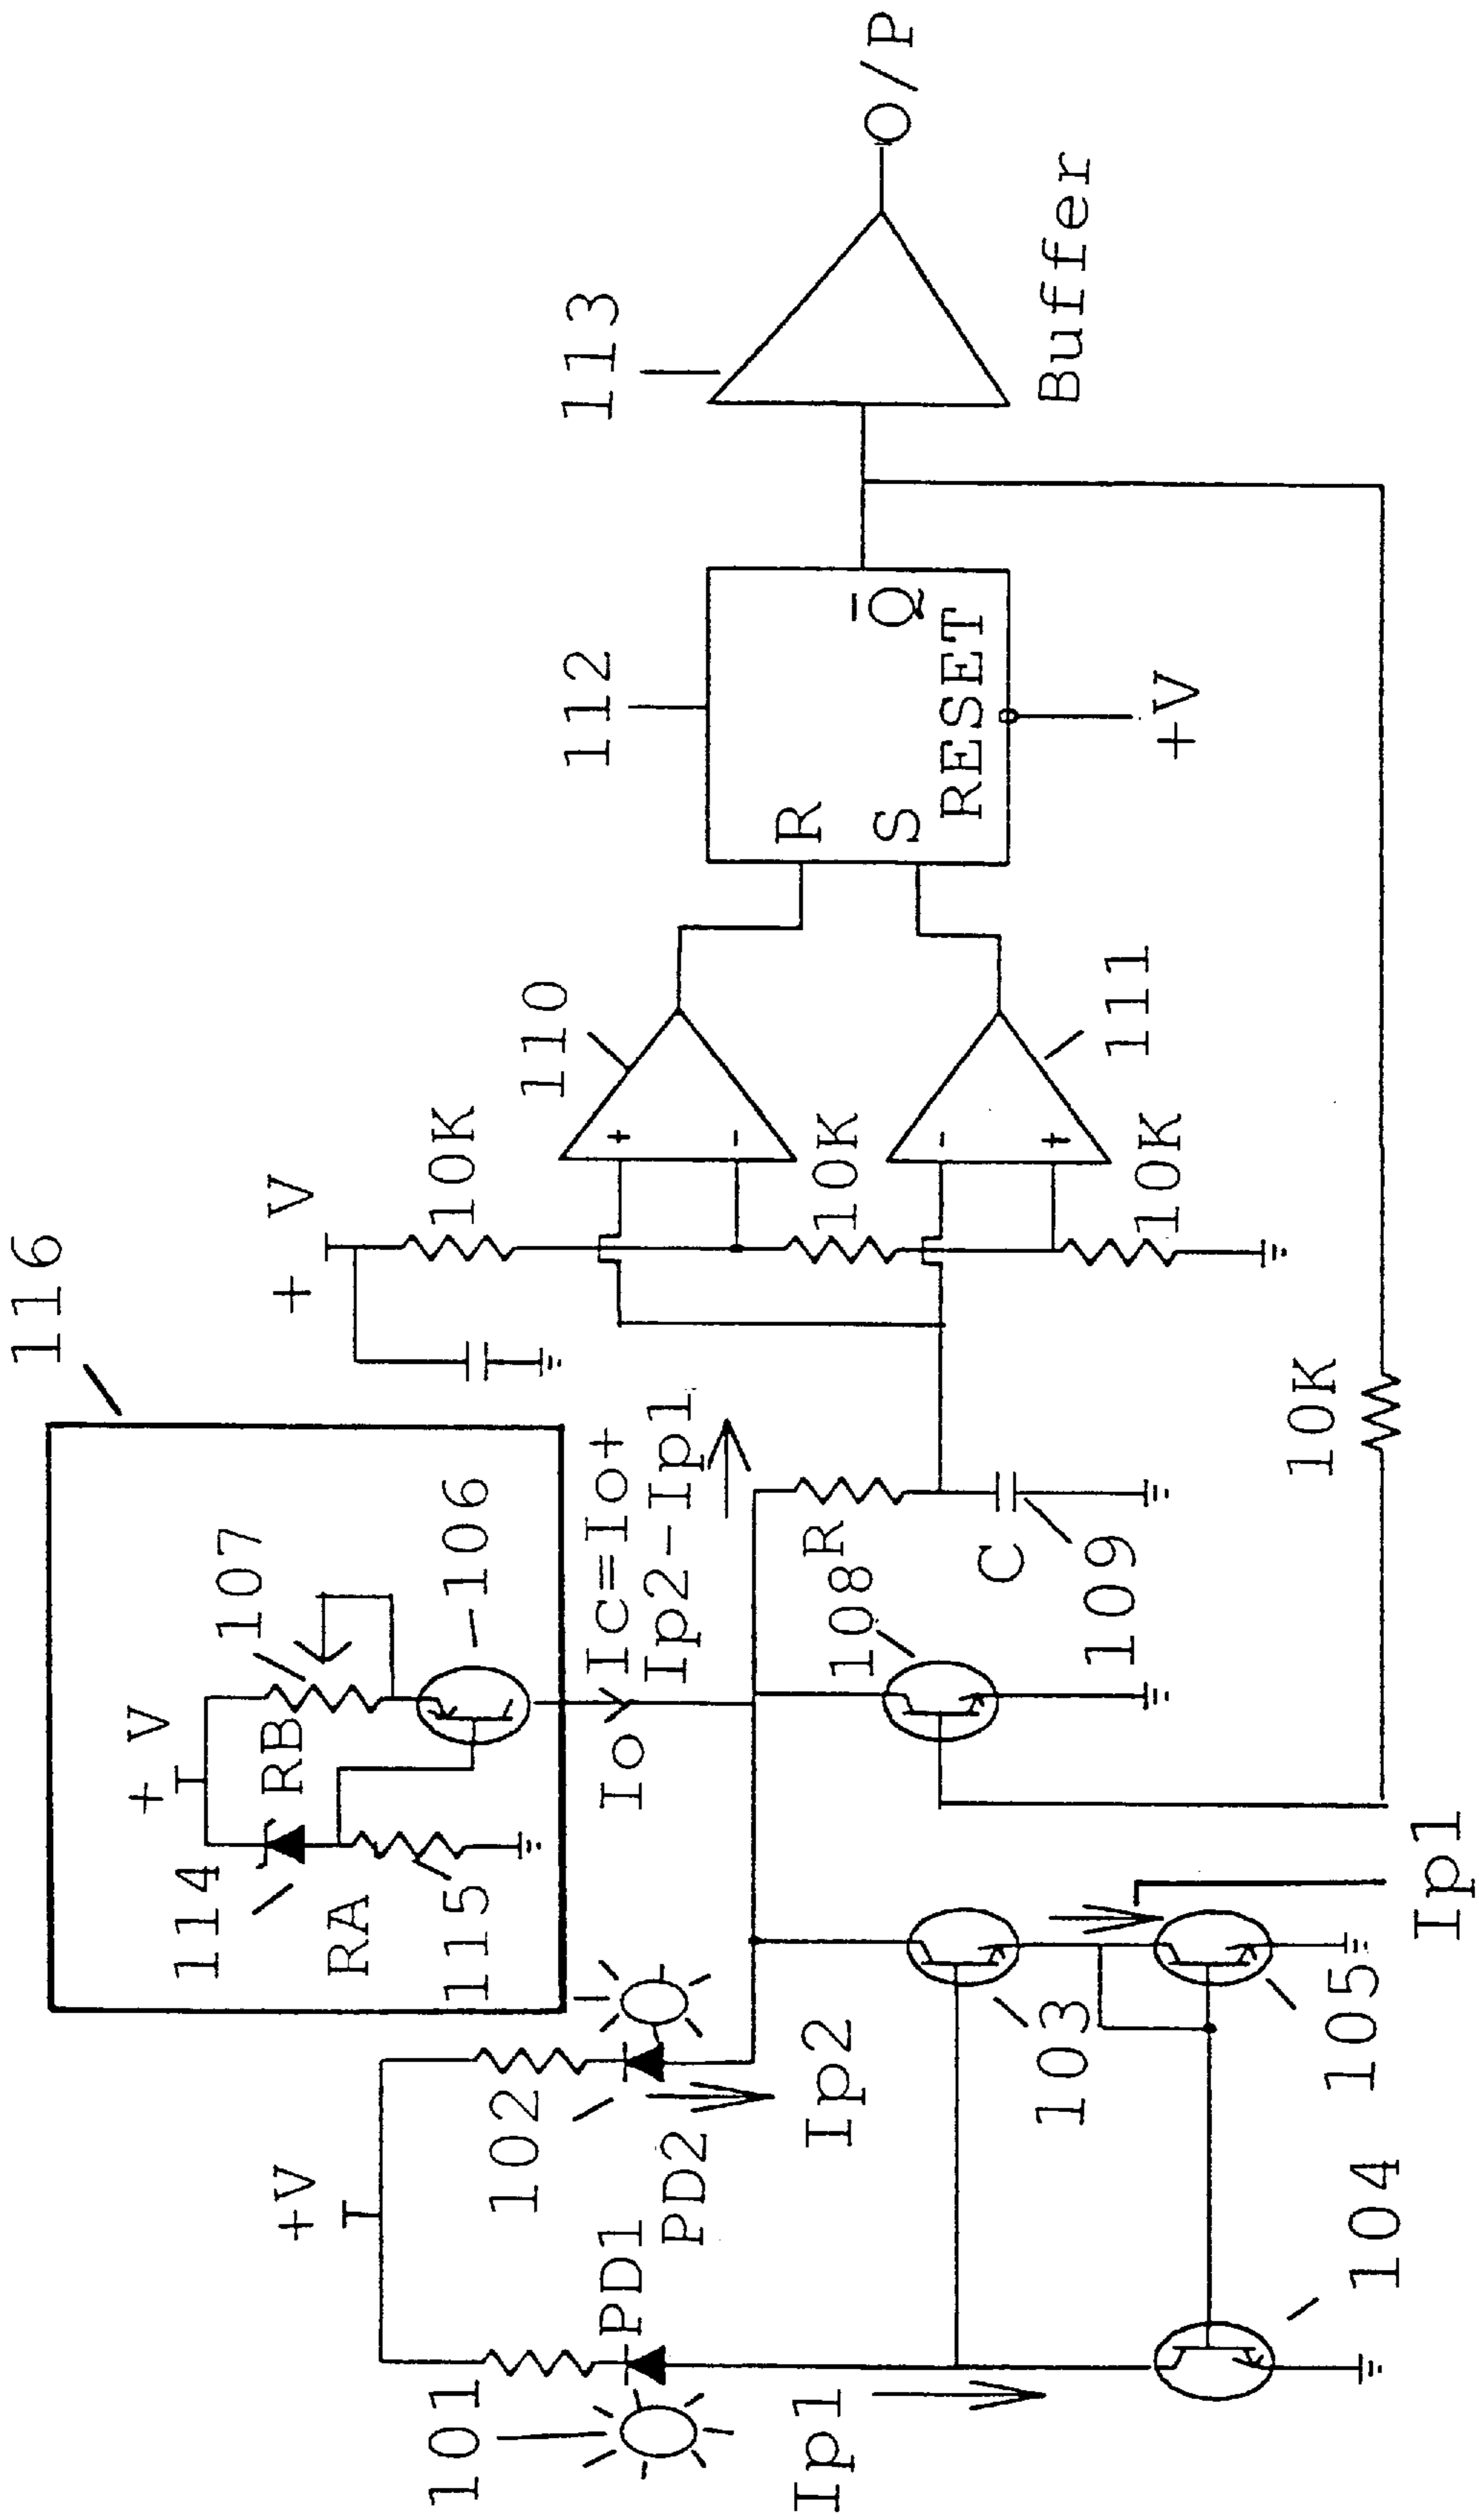 116
+ V
114
RB
107
RA
115
106
+V
101
102
PD1
PD2
Ip1
Ip2
Io
Ic=Io+
Ip2-Ip1
+ V
10K
110
10K
111
10K
R
108
C
109
103
104
105
Ip1
10K
112
R
S
Q̅
RESET
+V
113
Buffer
O/P
+
-
-
+